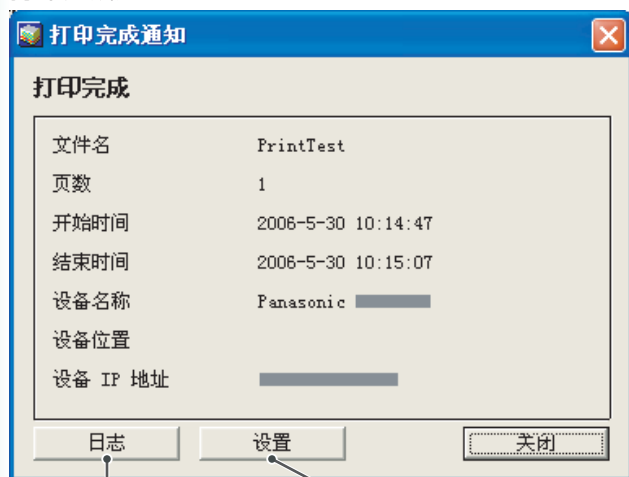 打印完成通知
打印完成
文件名 PrintTest
页数 1
开始时间 2006-5-30 10:14:47
结束时间 2006-5-30 10:15:07
设备名称 Panasonic
设备位置
设备 IP 地址
日志 设置 关闭